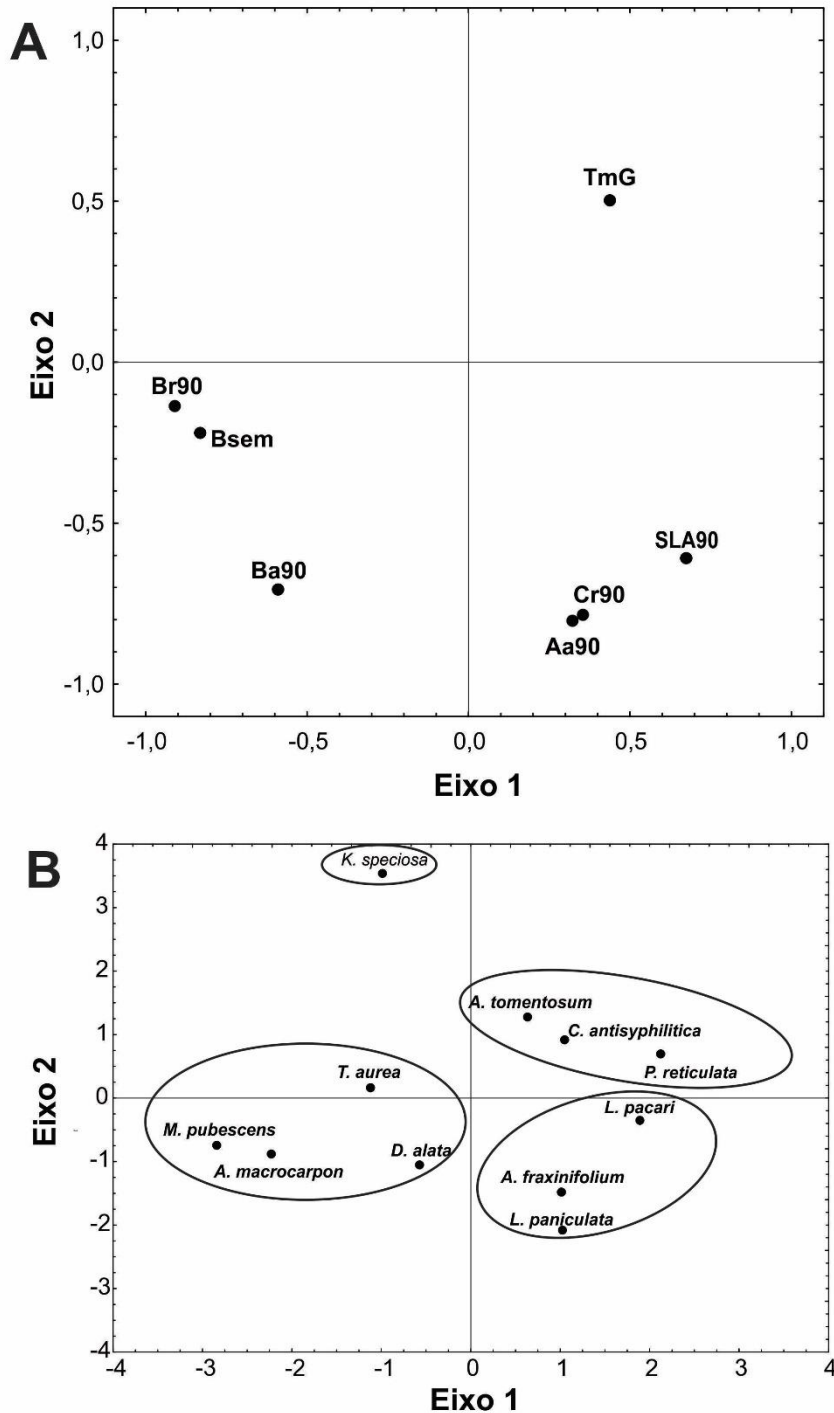 A
1,0
0,5
0,0
-0,5
-1,0
Eixo 2
TmG
Br90
Bsem
Ba90
SLA90
Cr90
Aa90
-1,0 -0,5 0,0 0,5 1,0
Eixo 1
B
4
3
2
1
0
-1
-2
-3
-4
Eixo 2
K. speciosa
A. tomentosum
C. antisyphilitica
P. reticulata
T. aurea
L. pacari
M. pubescens
A. macrocarpon
D. alata
A. fraxinifolium
L. paniculata
-4 -3 -2 -1 0 1 2 3 4
Eixo 1